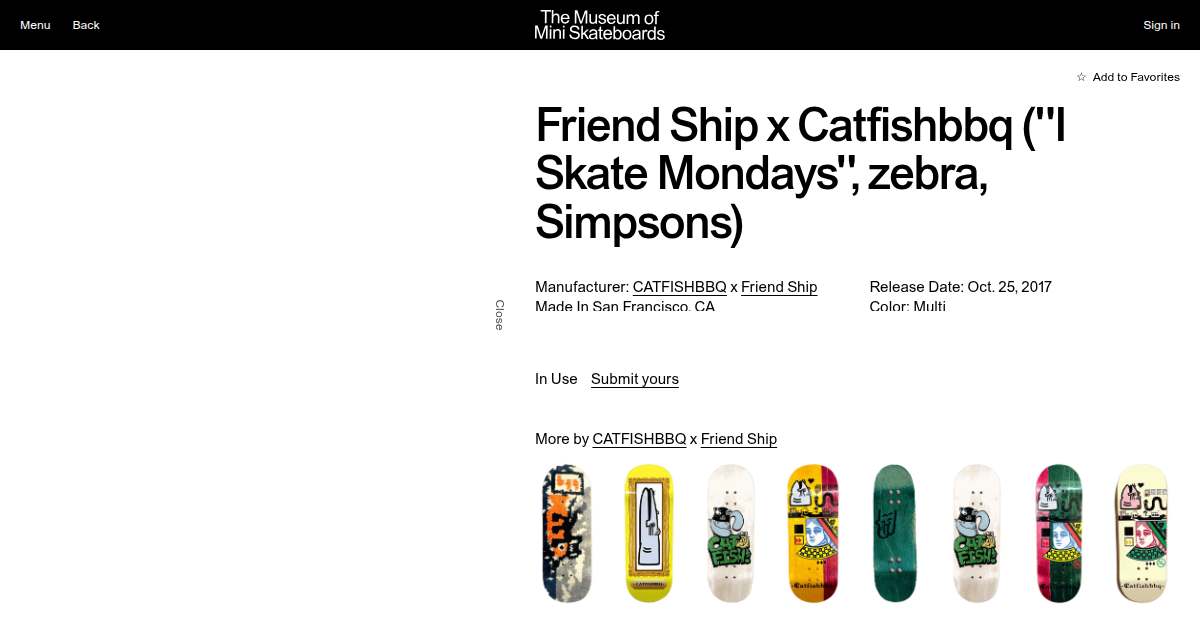 Menu
Back
The Museum of
Mini Skateboards
Sign in
☆ Add to Favorites
Friend Ship x Catfishbbq ("I
Skate Mondays", zebra,
Simpsons)
Manufacturer: CATFISHBBQ x Friend Ship
Made In San Francisco, CA
Release Date: Oct. 25, 2017
Color: Multi
Close
In Use Submit yours
More by CATFISHBBQ x Friend Ship